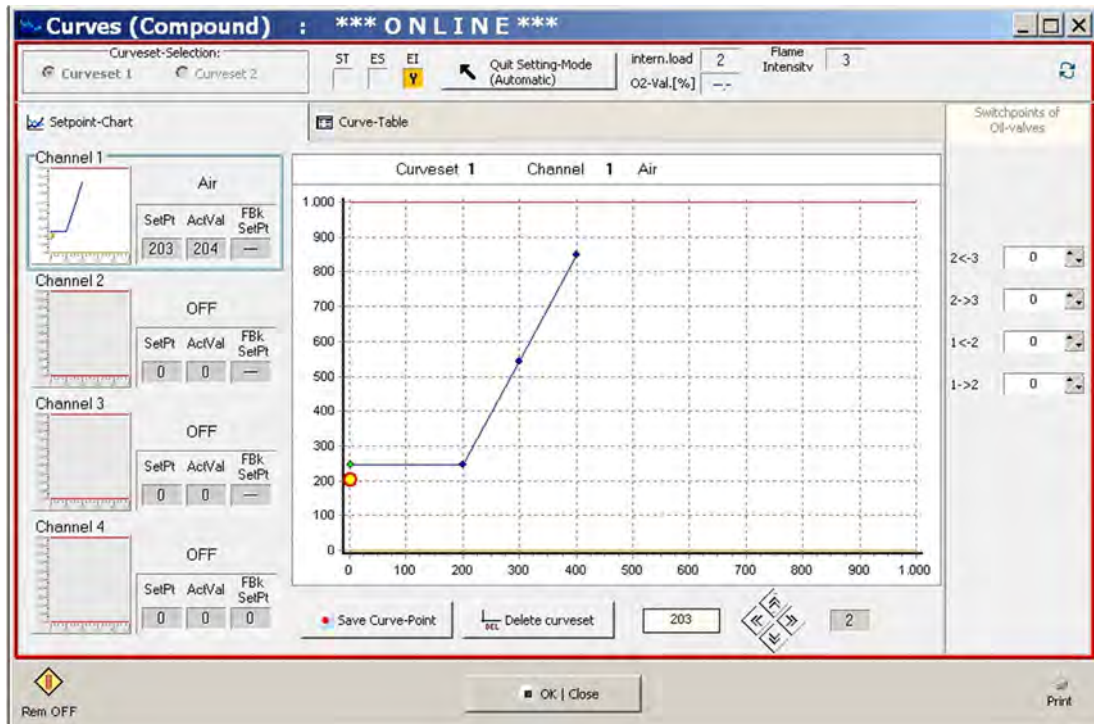 Curves (Compound) : *** O N L I N E ***
Curveset-Selection:
Curveset 1 Curveset 2
ST ES EI
Y
Quit Setting-Mode
(Automatic)
intern.load 2
O2-Val.[%] --.-
Flame
Intensity 3
Setpoint-Chart
Curve-Table
Switchpoints of
Oil-valves
Channel 1
Air
SetPt ActVal FBk
SetPt
203 204 ---
Channel 2
OFF
SetPt ActVal FBk
SetPt
0 0 ---
Channel 3
OFF
SetPt ActVal FBk
SetPt
0 0 ---
Channel 4
OFF
SetPt ActVal FBk
SetPt
0 0 0
Curveset 1 Channel 1 Air
1.000
900
800
700
600
500
400
300
200
100
0
0 100 200 300 400 500 600 700 800 900 1.000
2<-3 0
2->3 0
1<-2 0
1->2 0
Save Curve-Point
DEL Delete curveset
203
2
Rem OFF
OK | Close
Print